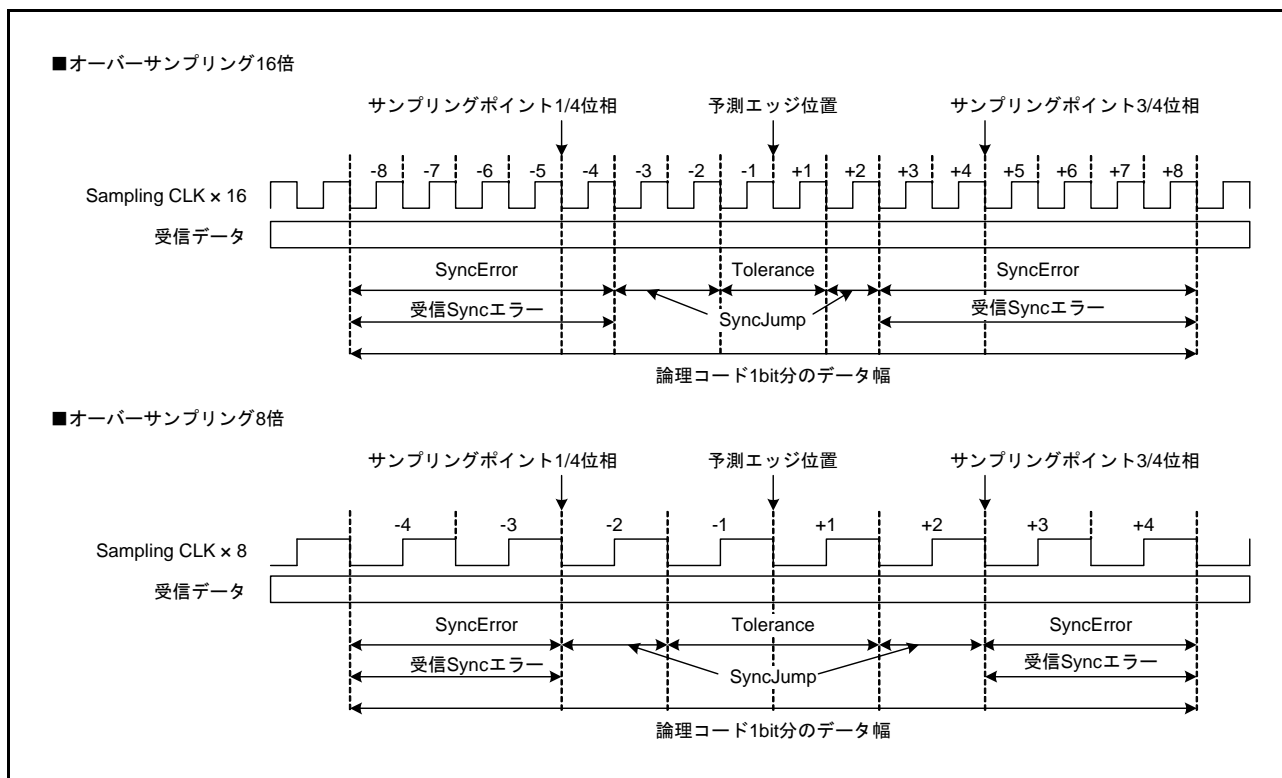 ■オーバーサンプリング16倍
サンプリングポイント1/4位相 予測エッジ位置 サンプリングポイント3/4位相
-8 -7 -6 -5 -4 -3 -2 -1 +1 +2 +3 +4 +5 +6 +7 +8
Sampling CLK × 16
受信データ
SyncError Tolerance SyncError
受信Syncエラー SyncJump 受信Syncエラー
論理コード1bit分のデータ幅
■オーバーサンプリング8倍
サンプリングポイント1/4位相 予測エッジ位置 サンプリングポイント3/4位相
-4 -3 -2 -1 +1 +2 +3 +4
Sampling CLK × 8
受信データ
SyncError Tolerance SyncError
受信Syncエラー SyncJump 受信Syncエラー
論理コード1bit分のデータ幅